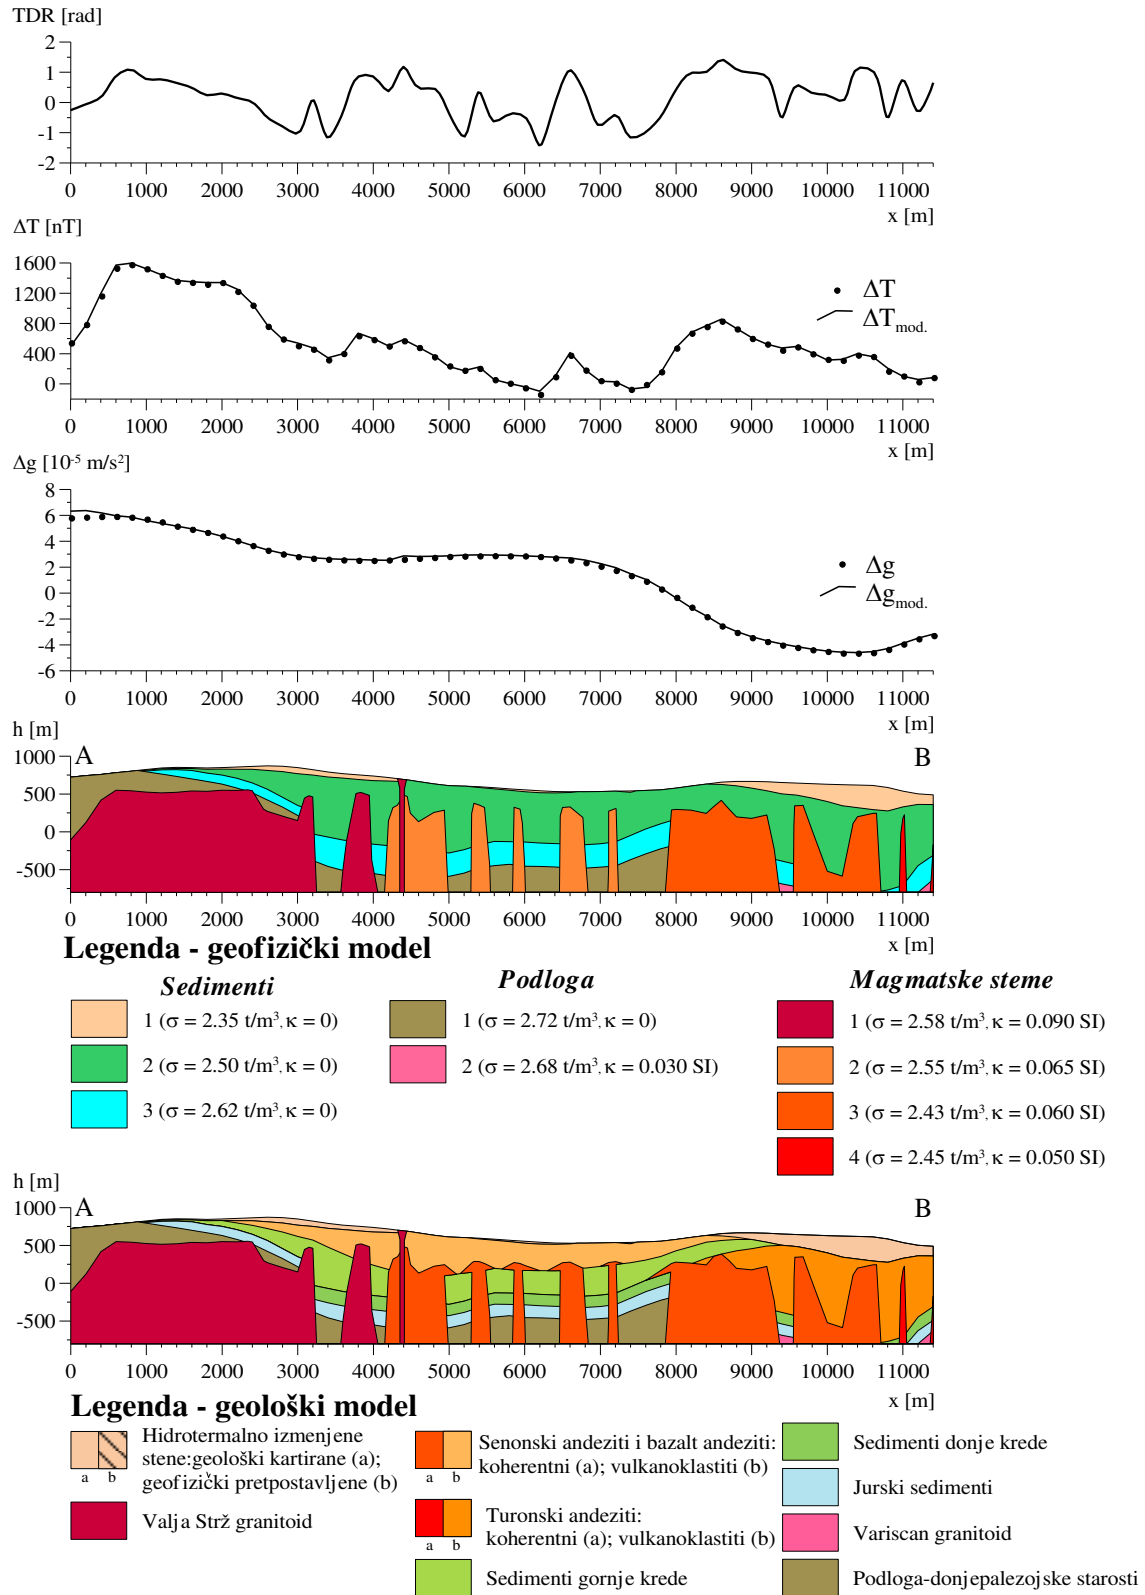 TDR [rad]
2
1
0
-1
-2
0 1000 2000 3000 4000 5000 6000 7000 8000 9000 10000 11000
x [m]
ΔT [nT]
1600
1200
800
400
0
ΔT
ΔTmod.
0 1000 2000 3000 4000 5000 6000 7000 8000 9000 10000 11000
x [m]
Δg [10⁻⁵ m/s²]
8
6
4
2
0
-2
-4
-6
Δg
Δgmod.
0 1000 2000 3000 4000 5000 6000 7000 8000 9000 10000 11000
x [m]
h [m]
A B
1000
500
0
-500
0 1000 2000 3000 4000 5000 6000 7000 8000 9000 10000 11000
x [m]
Legenda - geofizički model
Sedimenti
1 (σ = 2.35 t/m³, κ = 0)
2 (σ = 2.50 t/m³, κ = 0)
3 (σ = 2.62 t/m³, κ = 0)
Podloga
1 (σ = 2.72 t/m³, κ = 0)
2 (σ = 2.68 t/m³, κ = 0.030 SI)
Magmatske steme
1 (σ = 2.58 t/m³, κ = 0.090 SI)
2 (σ = 2.55 t/m³, κ = 0.065 SI)
3 (σ = 2.43 t/m³, κ = 0.060 SI)
4 (σ = 2.45 t/m³, κ = 0.050 SI)
h [m]
A B
1000
500
0
-500
0 1000 2000 3000 4000 5000 6000 7000 8000 9000 10000 11000
x [m]
Legenda - geološki model
Hidrotermalno izmenjene
stene:geološki kartirane (a);
geofizički pretpostavljene (b)
a b
Valja Strž granitoid
Senonski andeziti i bazalt andeziti:
koherentni (a); vulkanoklastiti (b)
a b
Turonski andeziti:
koherentni (a); vulkanoklastiti (b)
a b
Sedimenti gornje krede
Sedimenti donje krede
Jurski sedimenti
Variscan granitoid
Podloga-donjepalezojske starosti